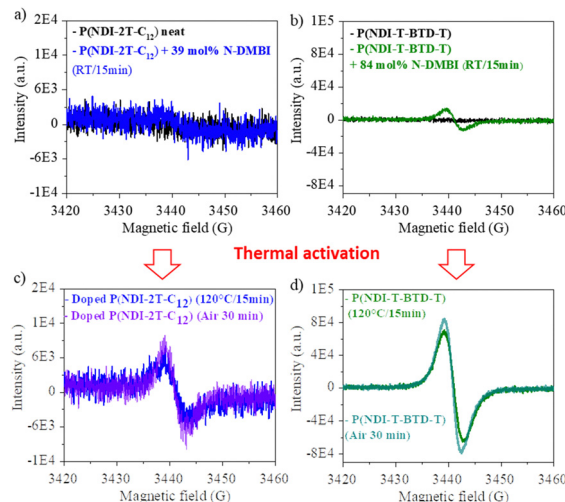 a)
2E4
1E4
0
-6E3
-1E4
Intensity (a.u.)
- P(NDI-2T-C12) neat
- P(NDI-2T-C12) + 39 mol% N-DMBI
(RT/15min)
3420 3430 3440 3450 3460
Magnetic field (G)
b)
1E5
8E4
4E4
0
-4E4
-8E4
Intensity (a.u.)
- P(NDI-T-BTD-T)
- P(NDI-T-BTD-T)
+ 84 mol% N-DMBI (RT/15min)
3420 3430 3440 3450 3460
Magnetic field (G)
Thermal activation
c)
2E4
1E4
6E3
0
-6E3
-1E4
Intensity (a.u.)
- Doped P(NDI-2T-C12) (120°C/15min)
- Doped P(NDI-2T-C12) (Air 30 min)
3420 3430 3440 3450 3460
Magnetic field (G)
d)
1E5
8E4
4E4
0
-4E4
-8E4
Intensity (a.u.)
- P(NDI-T-BTD-T)
(120°C/15min)
- P(NDI-T-BTD-T)
(Air 30 min)
3420 3430 3440 3450 3460
Magnetic field (G)